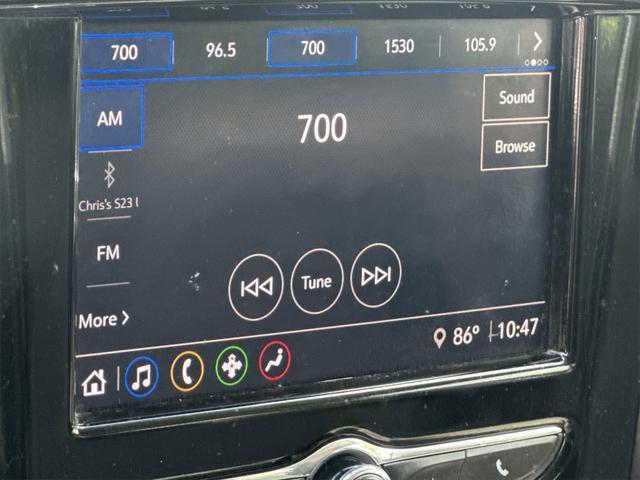 700 96.5 700 1530 105.9
AM
700
Sound
Browse
Chris's S23 U
FM
Tune
More
86° 10:47